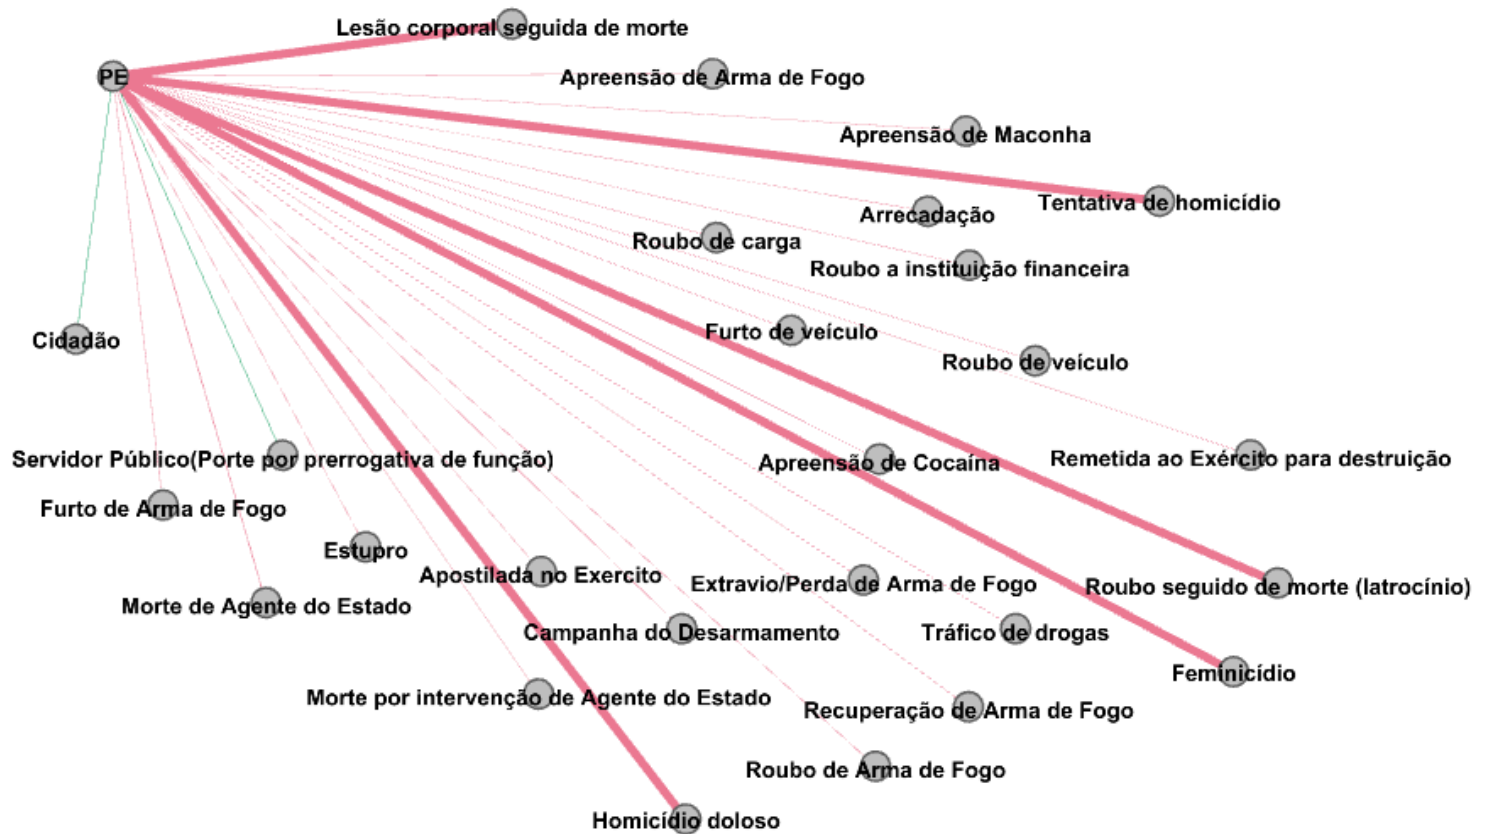 Lesão corporal seguida de morte
PE
Apreensão de Arma de Fogo
Apreensão de Maconha
Tentativa de homicídio
Arrecadação
Roubo de carga
Roubo a instituição financeira
Furto de veículo
Cidadão
Roubo de veículo
Servidor Público(Porte por prerrogativa de função)
Apreensão de Cocaína
Remetida ao Exército para destruição
Furto de Arma de Fogo
Estupro
Apostilada no Exercito
Extravio/Perda de Arma de Fogo
Roubo seguido de morte (latrocínio)
Morte de Agente do Estado
Campanha do Desarmamento
Tráfico de drogas
Feminicídio
Morte por intervenção de Agente do Estado
Recuperação de Arma de Fogo
Roubo de Arma de Fogo
Homicídio doloso